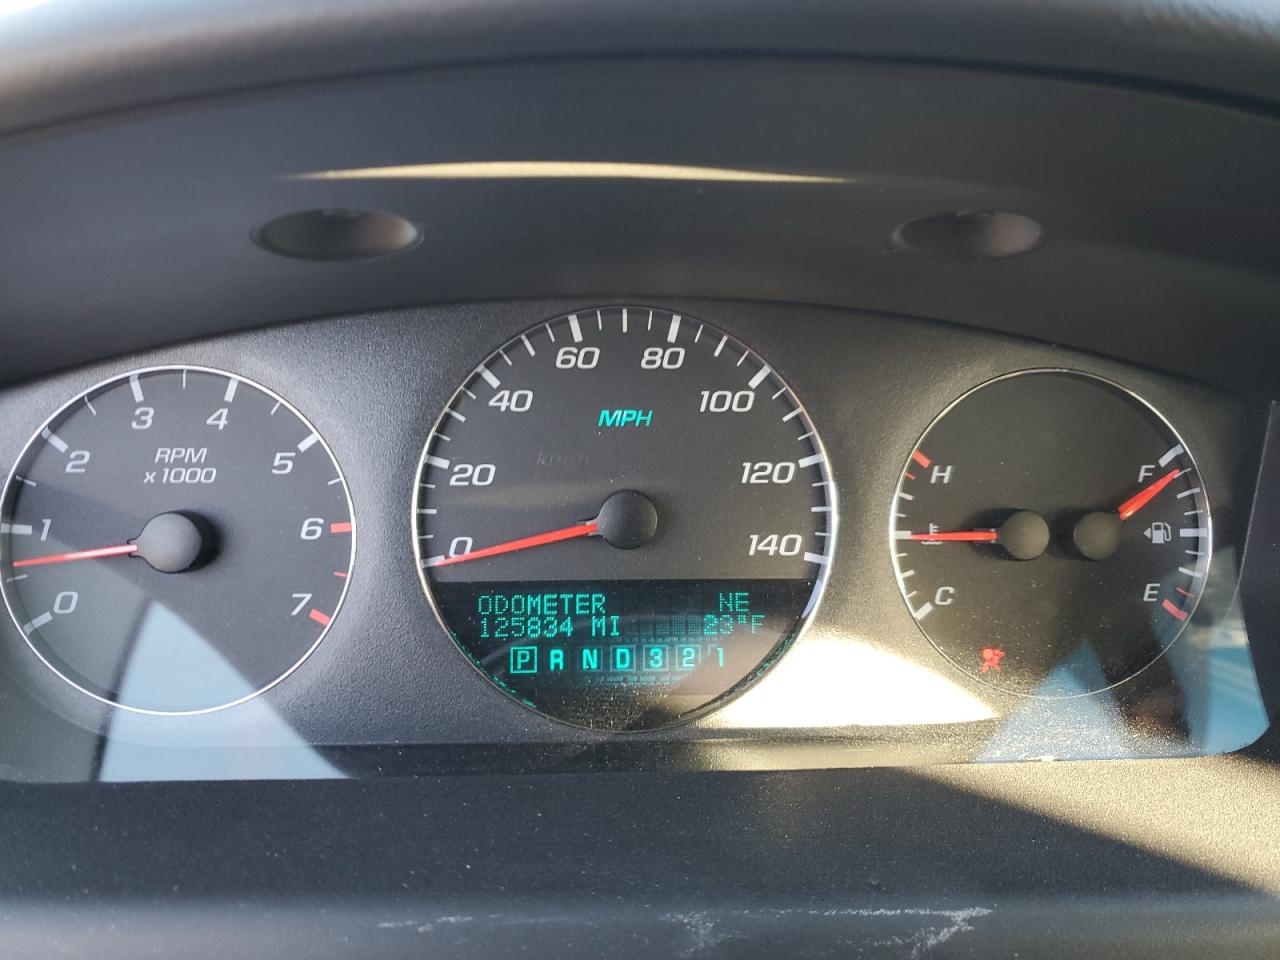 0 1 2 3 4 5 6 7
RPM
x1000
0 20 40 60 80 100 120 140
MPH
km/h
ODOMETER NE
125834 MI 23°F
P R N D 3 2 1
H F
C E